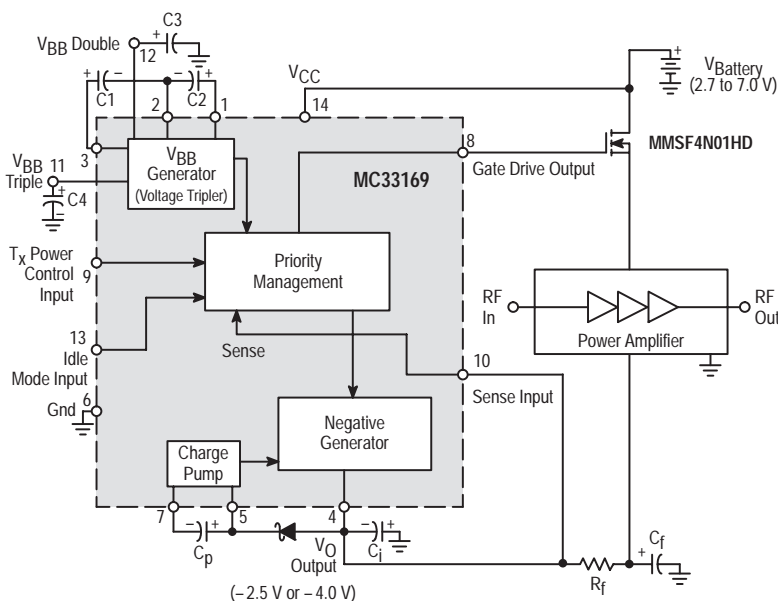 C3
+
VBB Double
12
+
VBattery
(2.7 to 7.0 V)
+ –
– +
C1
C2
2
1
VCC
14
3
VBB
Generator
(Voltage Tripler)
VBB
Triple
11
+
C4
–
MC33169
8
Gate Drive Output
MMSF4N01HD
Tx Power
Control
Input
9
Priority
Management
RF
In
RF
Out
Power Amplifier
13
Idle
Mode Input
Sense
10
Sense Input
6
Gnd
Negative
Generator
Charge
Pump
7
5
4
– +
Cp
VO
Output
– +
Ci
Rf
+
Cf
(– 2.5 V or – 4.0 V)